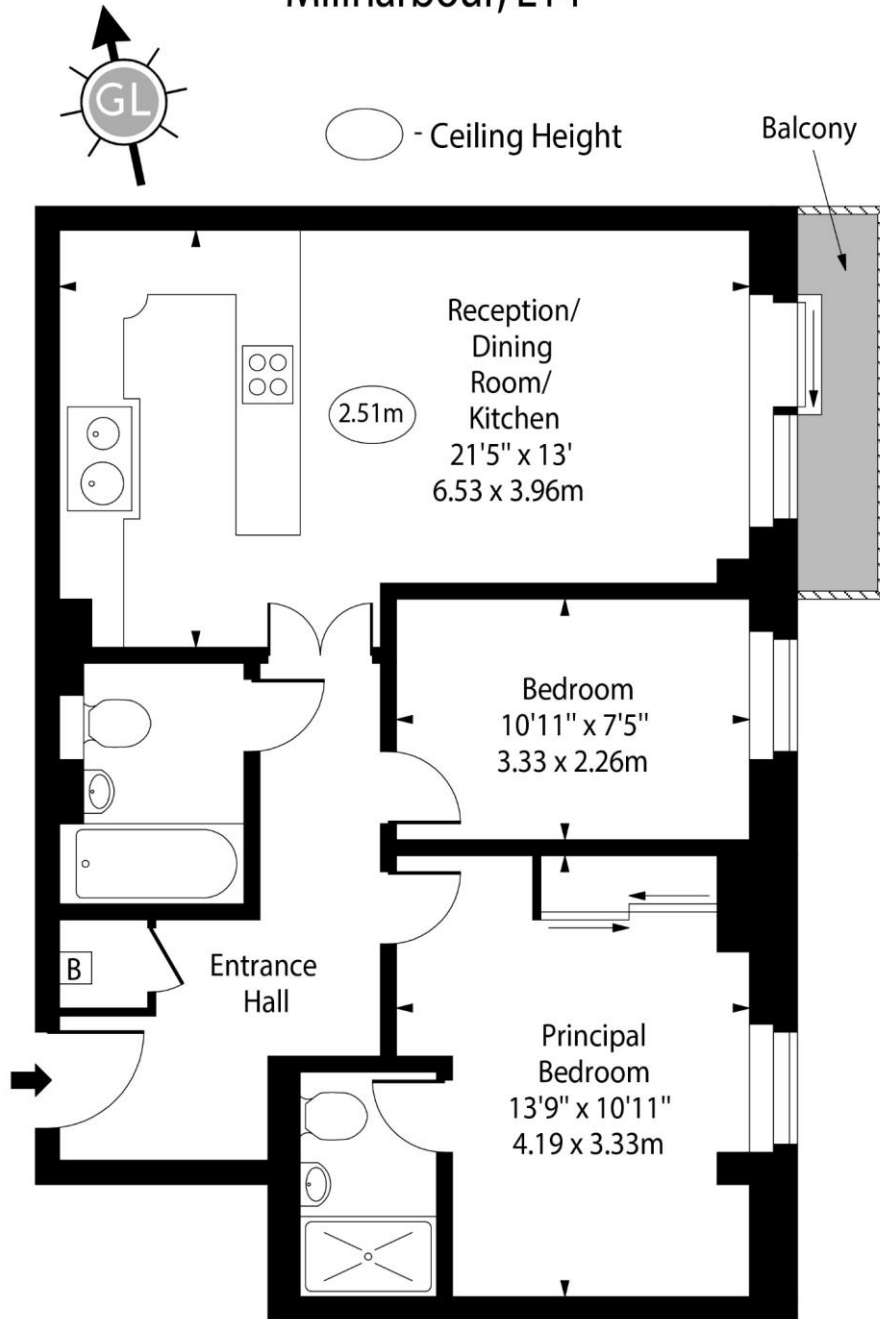 Millharbour, E14
GL
- Ceiling Height
Balcony
Reception/
Dining
Room/
Kitchen
21'5" x 13'
6.53 x 3.96m
2.51m
Bedroom
10'11" x 7'5"
3.33 x 2.26m
B
Entrance
Hall
Principal
Bedroom
13'9" x 10'11"
4.19 x 3.33m